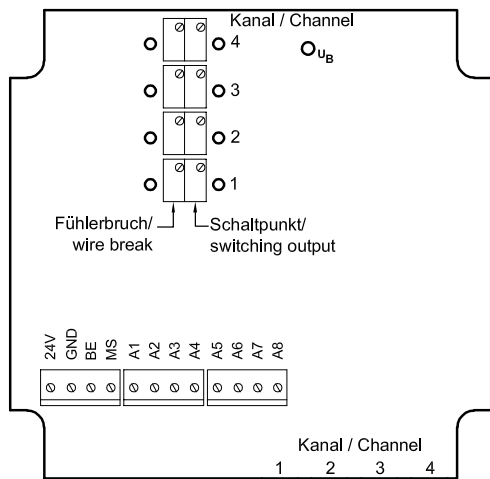 Kanal / Channel
4
U_B
3
2
1
Fühlerbruch/
wire break
Schaltpunkt/
switching output
24V GND BE MS A1 A2 A3 A4 A5 A6 A7 A8
Kanal / Channel
1 2 3 4